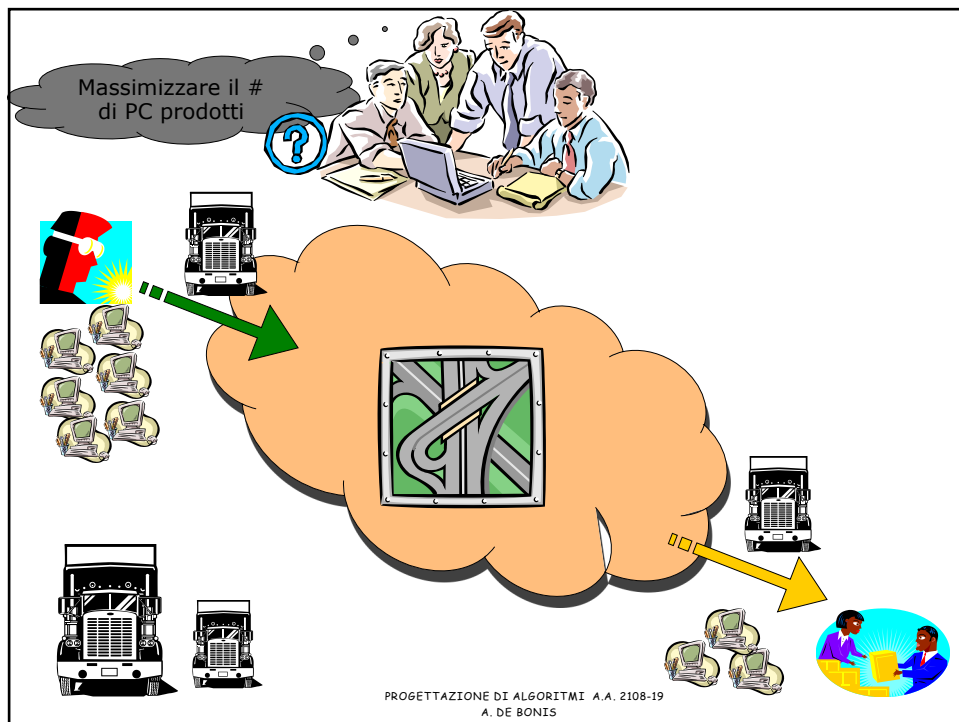 Massimizzare il #
di PC prodotti
?
PROGETTAZIONE DI ALGORITMI A.A. 2108-19
A. DE BONIS